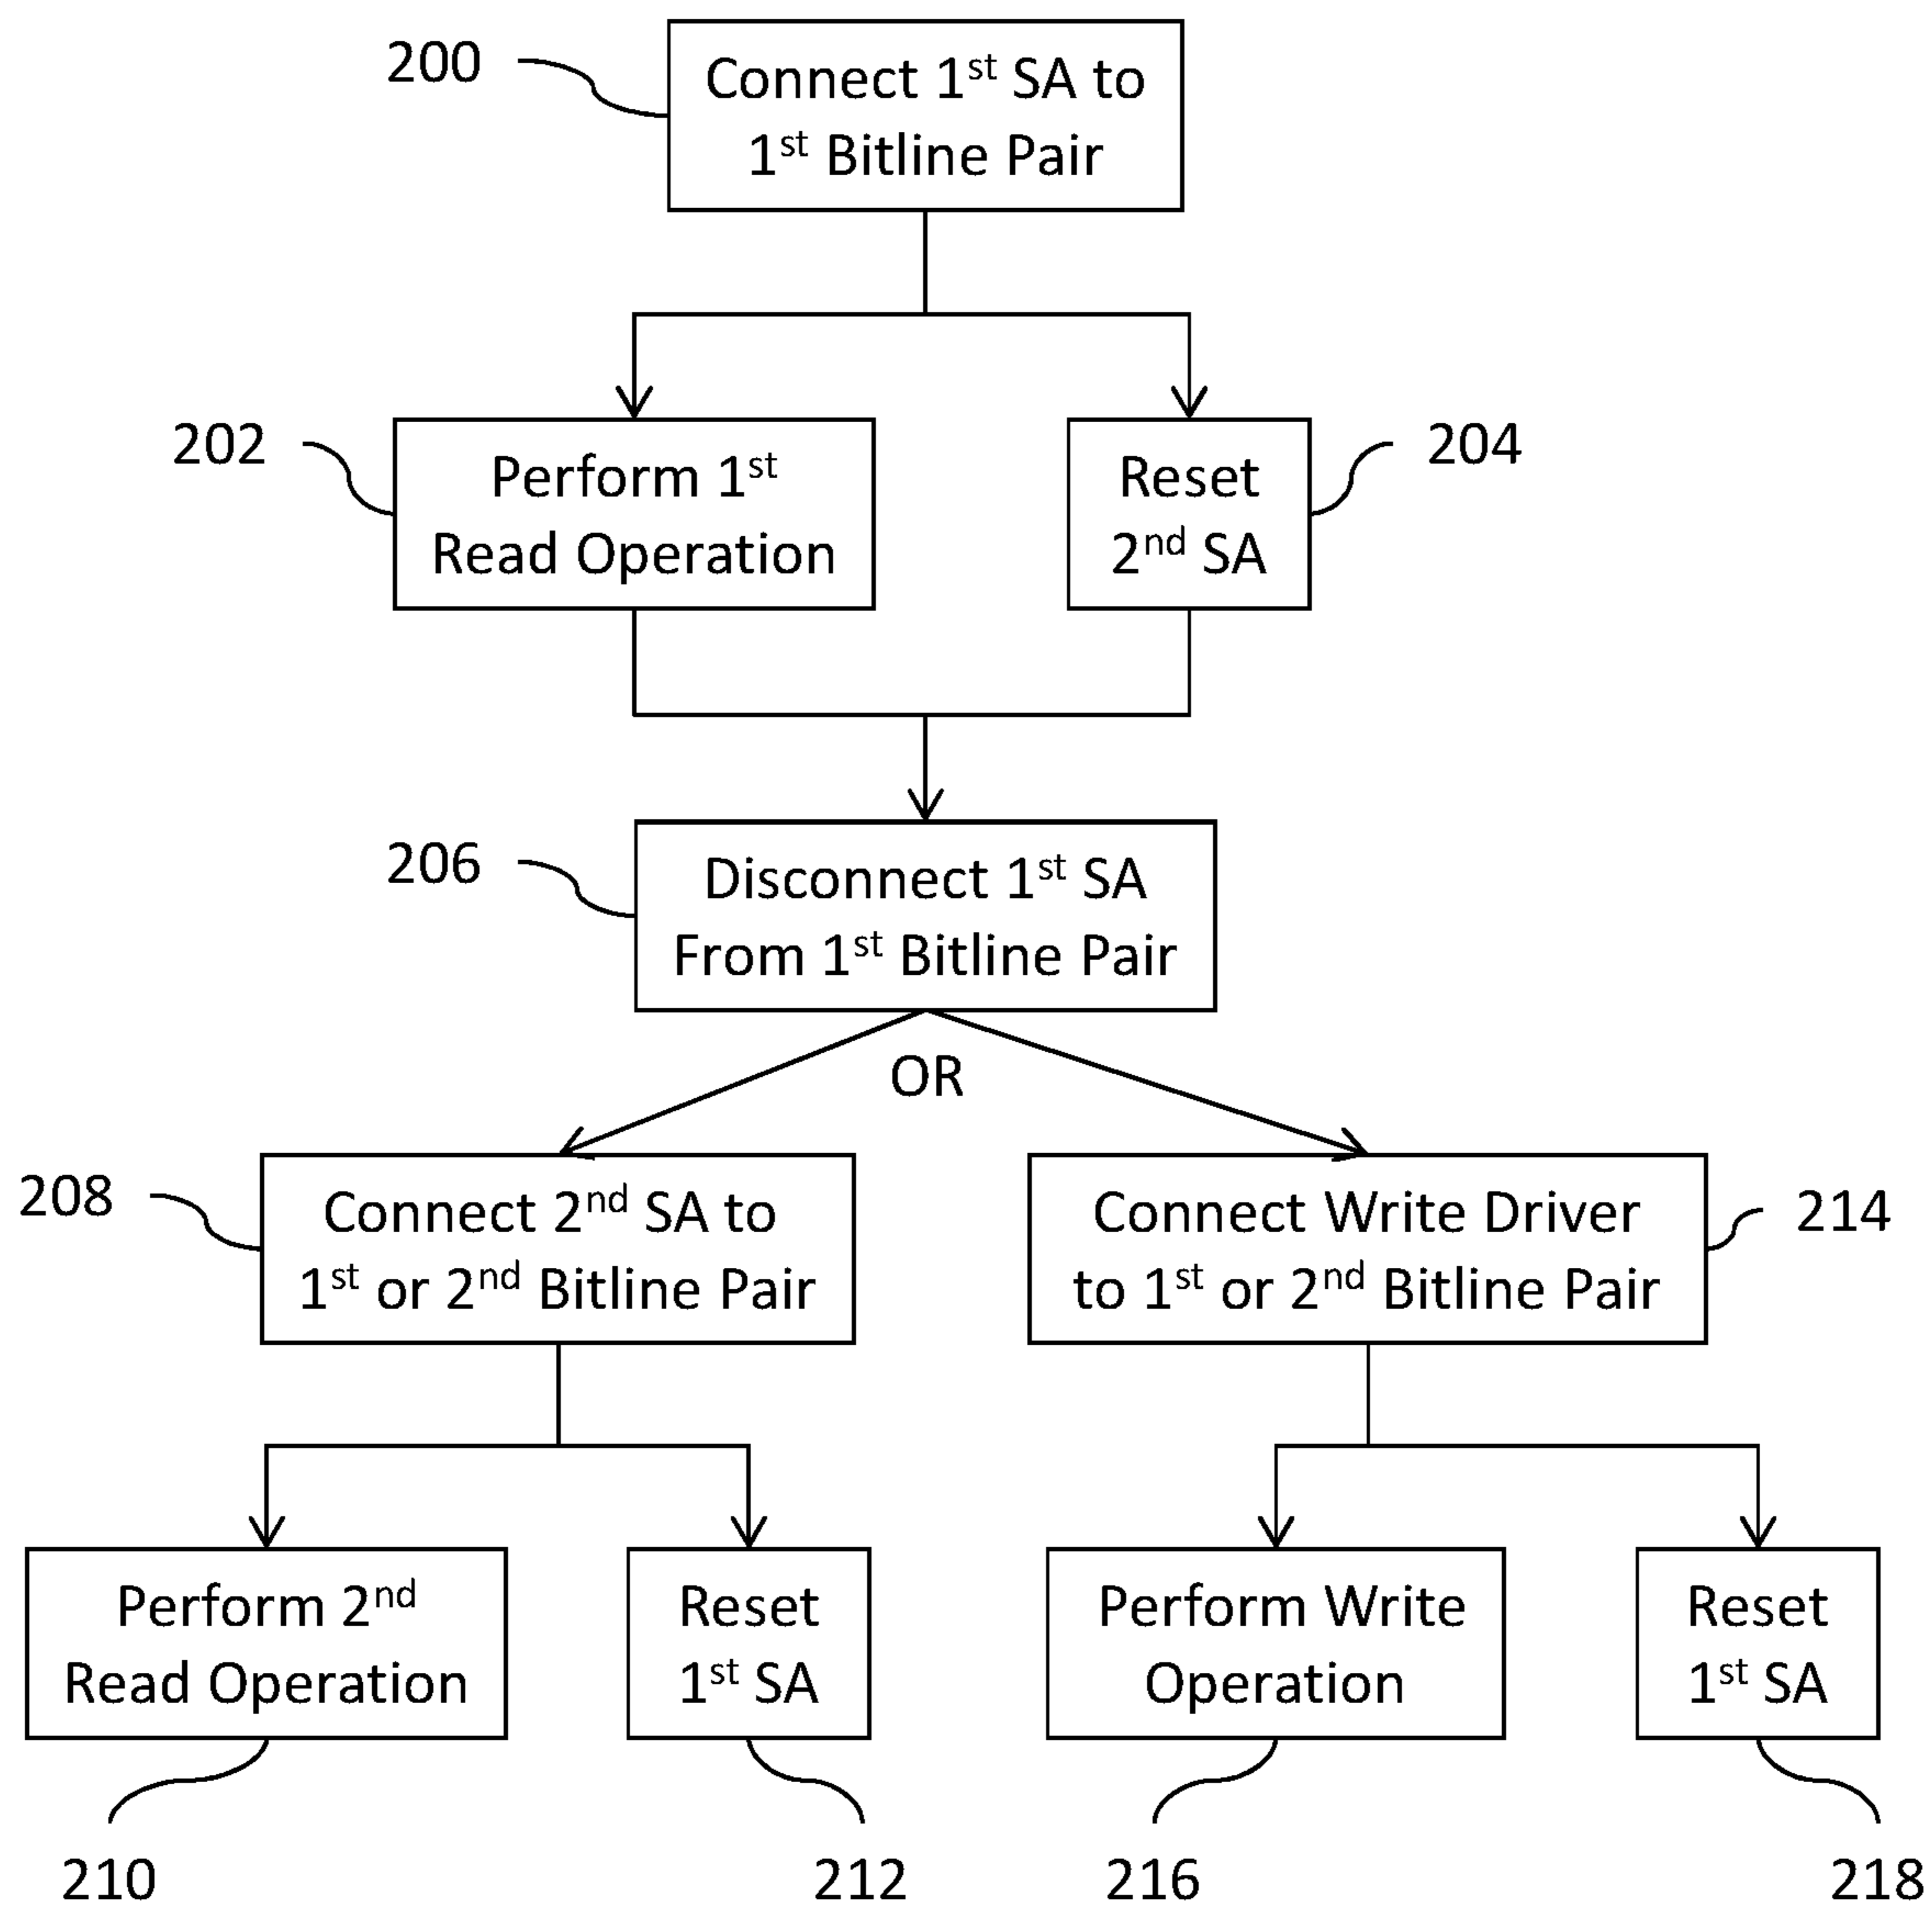 200
Connect 1st SA to
1st Bitline Pair
202
Perform 1st
Read Operation
Reset
2nd SA
204
206
Disconnect 1st SA
From 1st Bitline Pair
OR
208
Connect 2nd SA to
1st or 2nd Bitline Pair
Connect Write Driver
to 1st or 2nd Bitline Pair
214
Perform 2nd
Read Operation
Reset
1st SA
Perform Write
Operation
Reset
1st SA
210
212
216
218